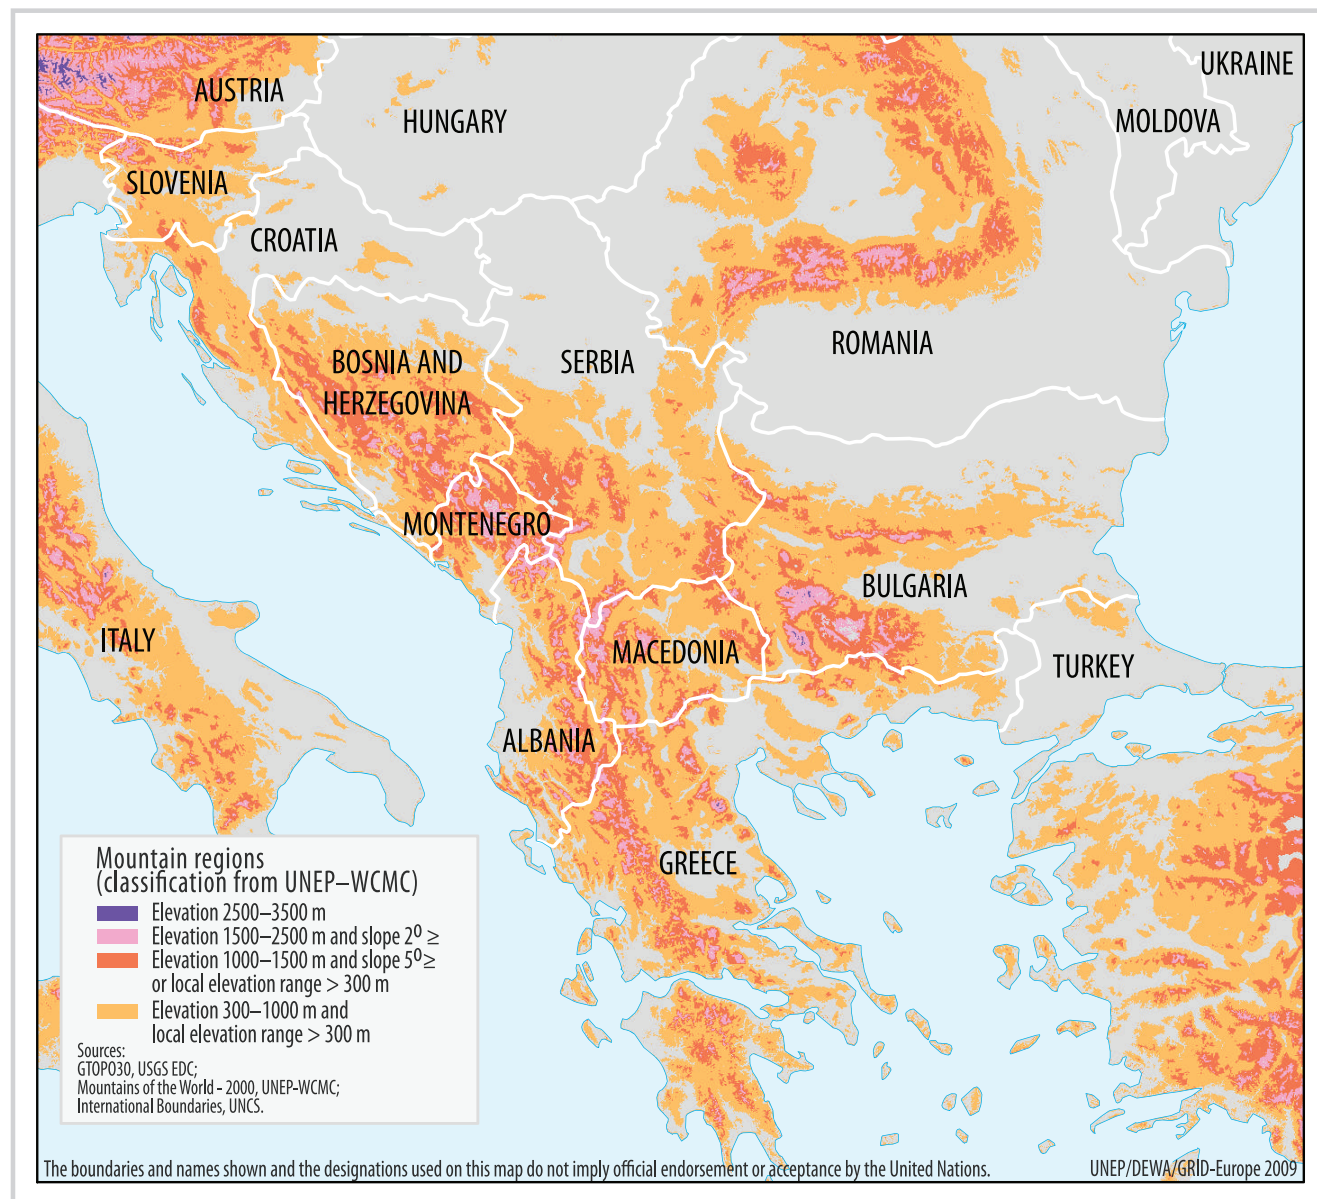 UKRAINE
AUSTRIA
HUNGARY
MOLDOVA
SLOVENIA
CROATIA
ROMANIA
BOSNIA AND
HERZEGOVINA
SERBIA
MONTENEGRO
BULGARIA
ITALY
MACEDONIA
TURKEY
ALBANIA
GREECE
Mountain regions
(classification from UNEP–WCMC)
Elevation 2500–3500 m
Elevation 1500–2500 m and slope 2º ≥
Elevation 1000–1500 m and slope 5º ≥
or local elevation range > 300 m
Elevation 300–1000 m and
local elevation range > 300 m
Sources:
GTOPO30, USGS EDC;
Mountains of the World - 2000, UNEP-WCMC;
International Boundaries, UNCS.
The boundaries and names shown and the designations used on this map do not imply official endorsement or acceptance by the United Nations.
UNEP/DEWA/GRID-Europe 2009